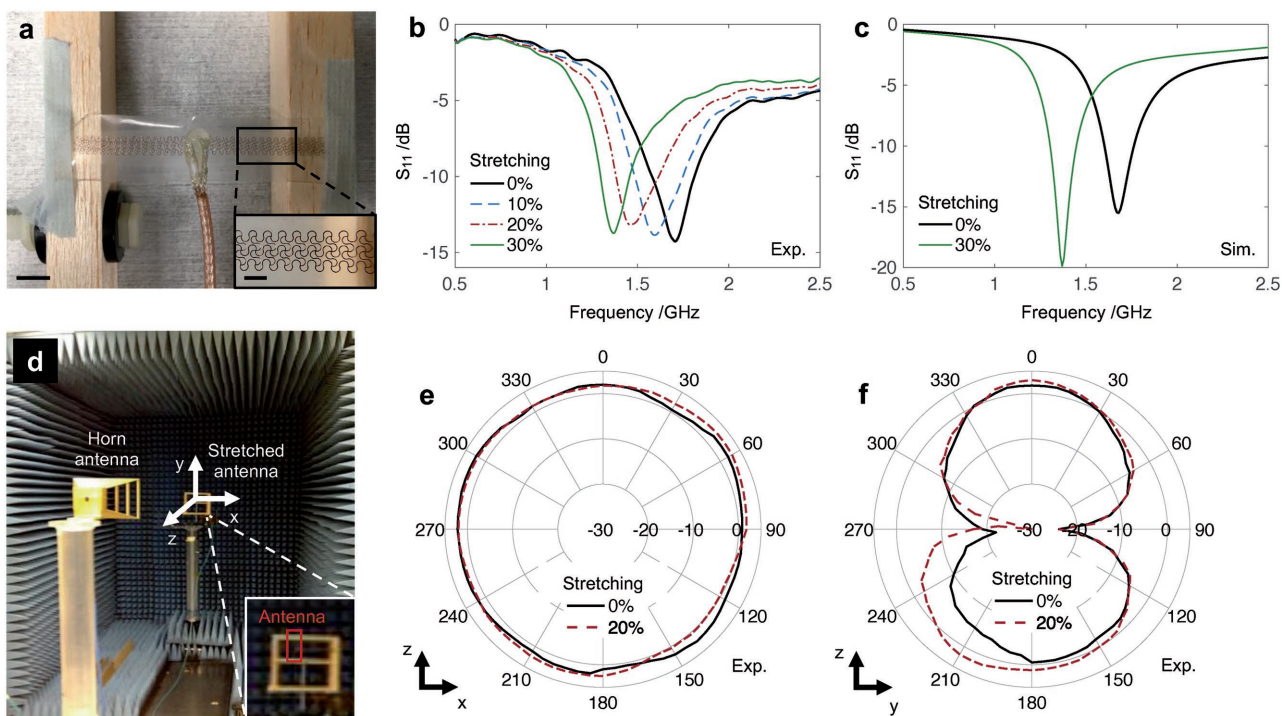 a
b
0
-5
-10
-15
S11 /dB
Stretching
0%
10%
20%
30%
Exp.
0.5
1
1.5
2
2.5
Frequency /GHz
c
0
-5
-10
-15
-20
S11 /dB
Stretching
0%
30%
Sim.
0.5
1
1.5
2
2.5
Frequency /GHz
d
Horn
antenna
Stretched
antenna
y
x
z
Antenna
e
0
30
60
90
120
150
180
210
240
270
300
330
-30
-20
-10
0
Stretching
0%
20%
Exp.
z
x
f
0
30
60
90
120
150
180
210
240
270
300
330
-30
-20
-10
0
Stretching
0%
20%
Exp.
z
y